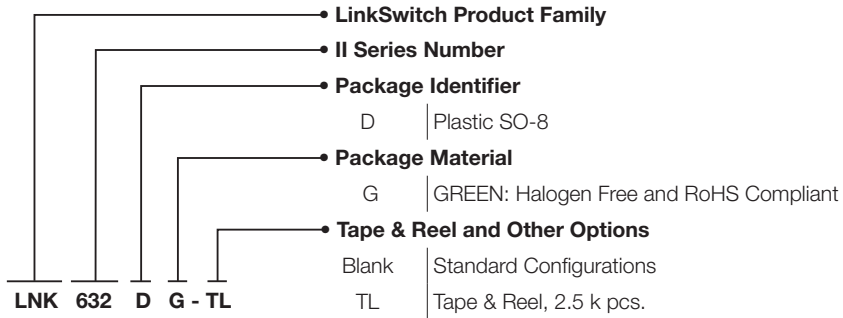 • LinkSwitch Product Family
• II Series Number
• Package Identifier
D Plastic SO-8
• Package Material
G GREEN: Halogen Free and RoHS Compliant
• Tape & Reel and Other Options
Blank Standard Configurations
TL Tape & Reel, 2.5 k pcs.
LNK 632 D G - TL